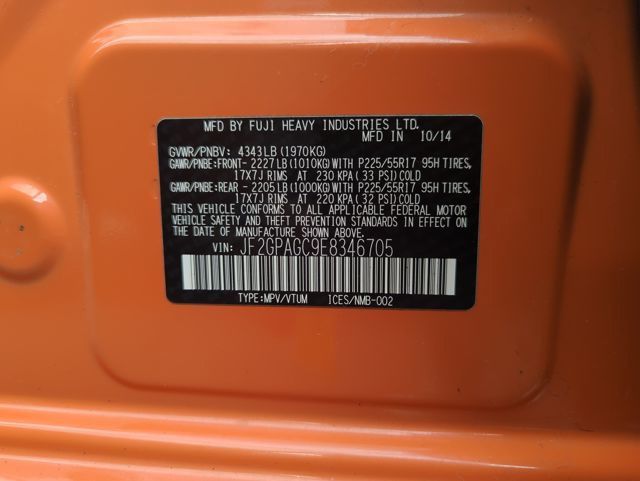 MFD BY FUJI HEAVY INDUSTRIES LTD.
MFD IN 10/14
GVWR/PNBV: 4343LB (1970KG)
GAWR/PNBE:FRONT- 2227LB (1010KG) WITH P225/55R17 95H TIRES,
17X7J RIMS AT 230 KPA (33 PSI) COLD
GAWR/PNBE:REAR - 2205LB (1000KG) WITH P225/55R17 95H TIRES,
17X7J RIMS AT 220 KPA (32 PSI) COLD
THIS VEHICLE CONFORMS TO ALL APPLICABLE FEDERAL MOTOR
VEHICLE SAFETY AND THEFT PREVENTION STANDARDS IN EFFECT
ON THE DATE OF MANUFACTURE SHOWN ABOVE.
VIN: JF2GPAGC9E8346705
TYPE:MPV/VTUM ICES/NMB-002